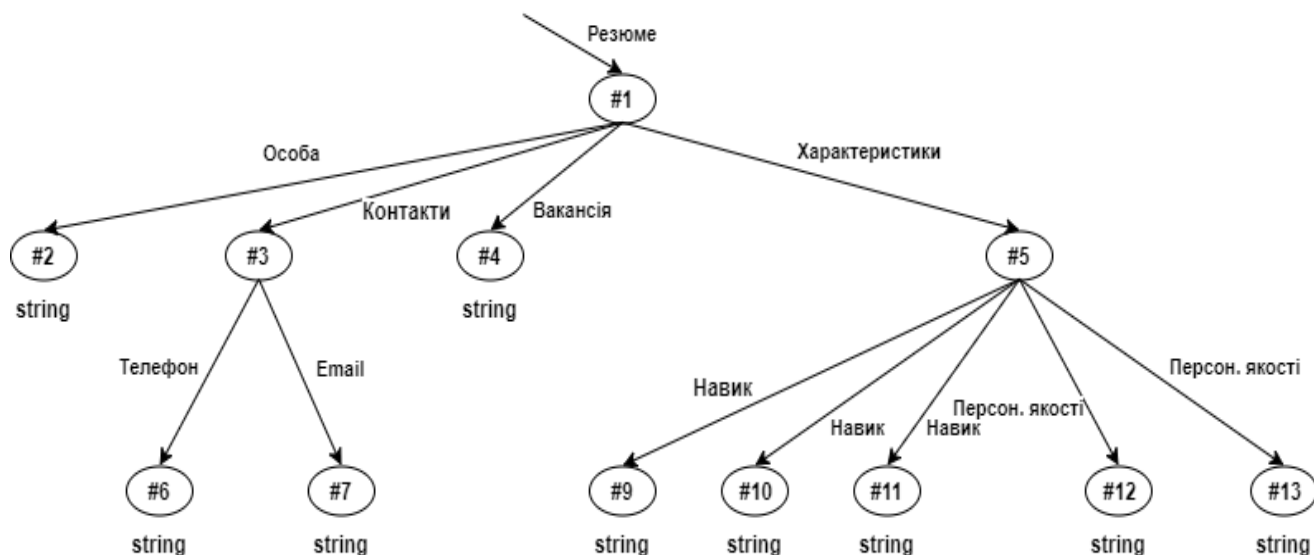 Резюме
#1
Особа
Характеристики
Контакти
Вакансія
#2
#3
#4
#5
string
string
Телефон
Email
Персон. якості
Навик
Персон. якості
Навик
Навик
#6
#7
#9
#10
#11
#12
#13
string
string
string
string
string
string
string